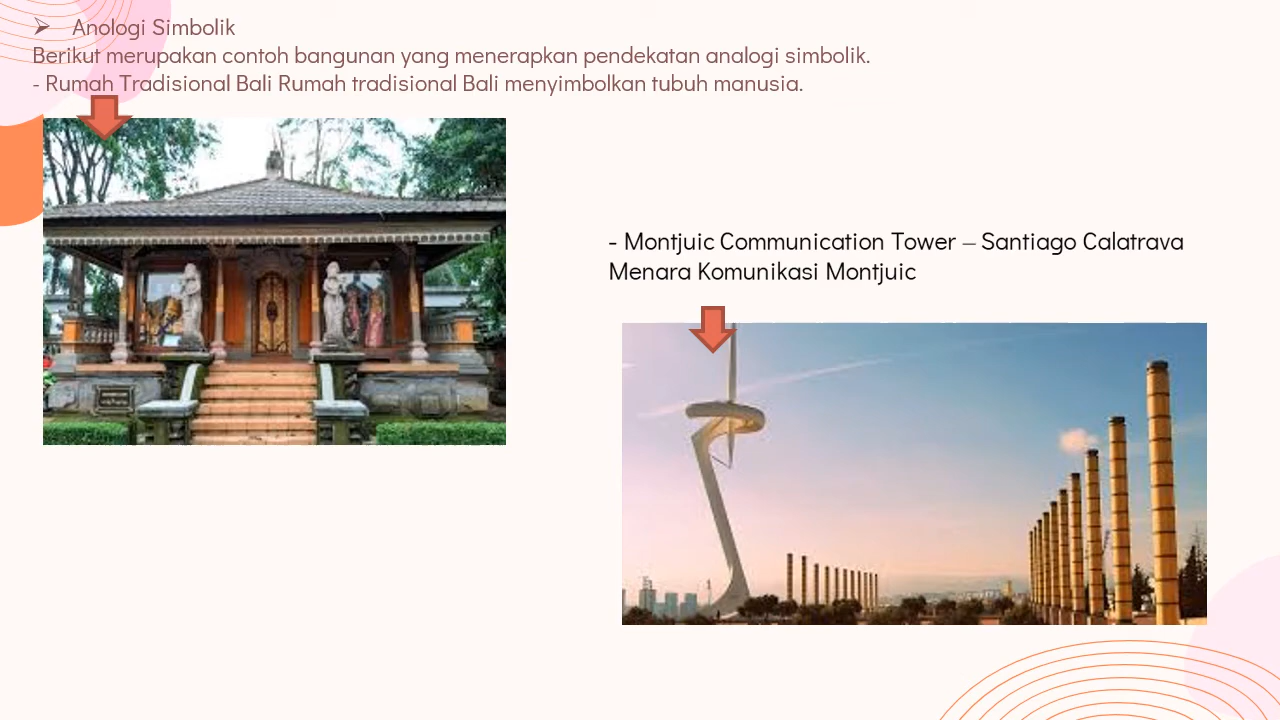 ➢ Anologi Simbolik
Berikut merupakan contoh bangunan yang menerapkan pendekatan analogi simbolik.
- Rumah Tradisional Bali Rumah tradisional Bali menyimbolkan tubuh manusia.
- Montjuic Communication Tower – Santiago Calatrava
Menara Komunikasi Montjuic